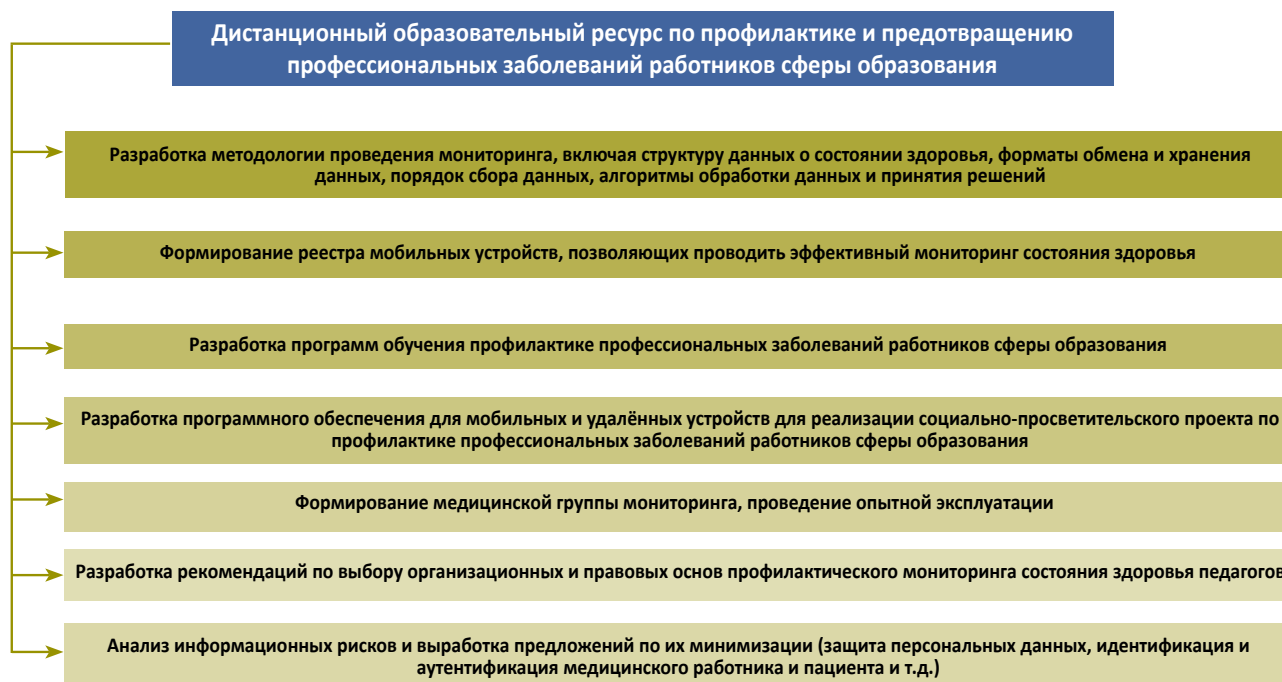 Дистанционный образовательный ресурс по профилактике и предотвращению
профессиональных заболеваний работников сферы образования
Разработка методологии проведения мониторинга, включая структуру данных о состоянии здоровья, форматы обмена и хранения
данных, порядок сбора данных, алгоритмы обработки данных и принятия решений
Формирование реестра мобильных устройств, позволяющих проводить эффективный мониторинг состояния здоровья
Разработка программ обучения профилактике профессиональных заболеваний работников сферы образования
Разработка программного обеспечения для мобильных и удалённых устройств для реализации социально-просветительского проекта по
профилактике профессиональных заболеваний работников сферы образования
Формирование медицинской группы мониторинга, проведение опытной эксплуатации
Разработка рекомендаций по выбору организационных и правовых основ профилактического мониторинга состояния здоровья педагогов
Анализ информационных рисков и выработка предложений по их минимизации (защита персональных данных, идентификация и
аутентификация медицинского работника и пациента и т.д.)